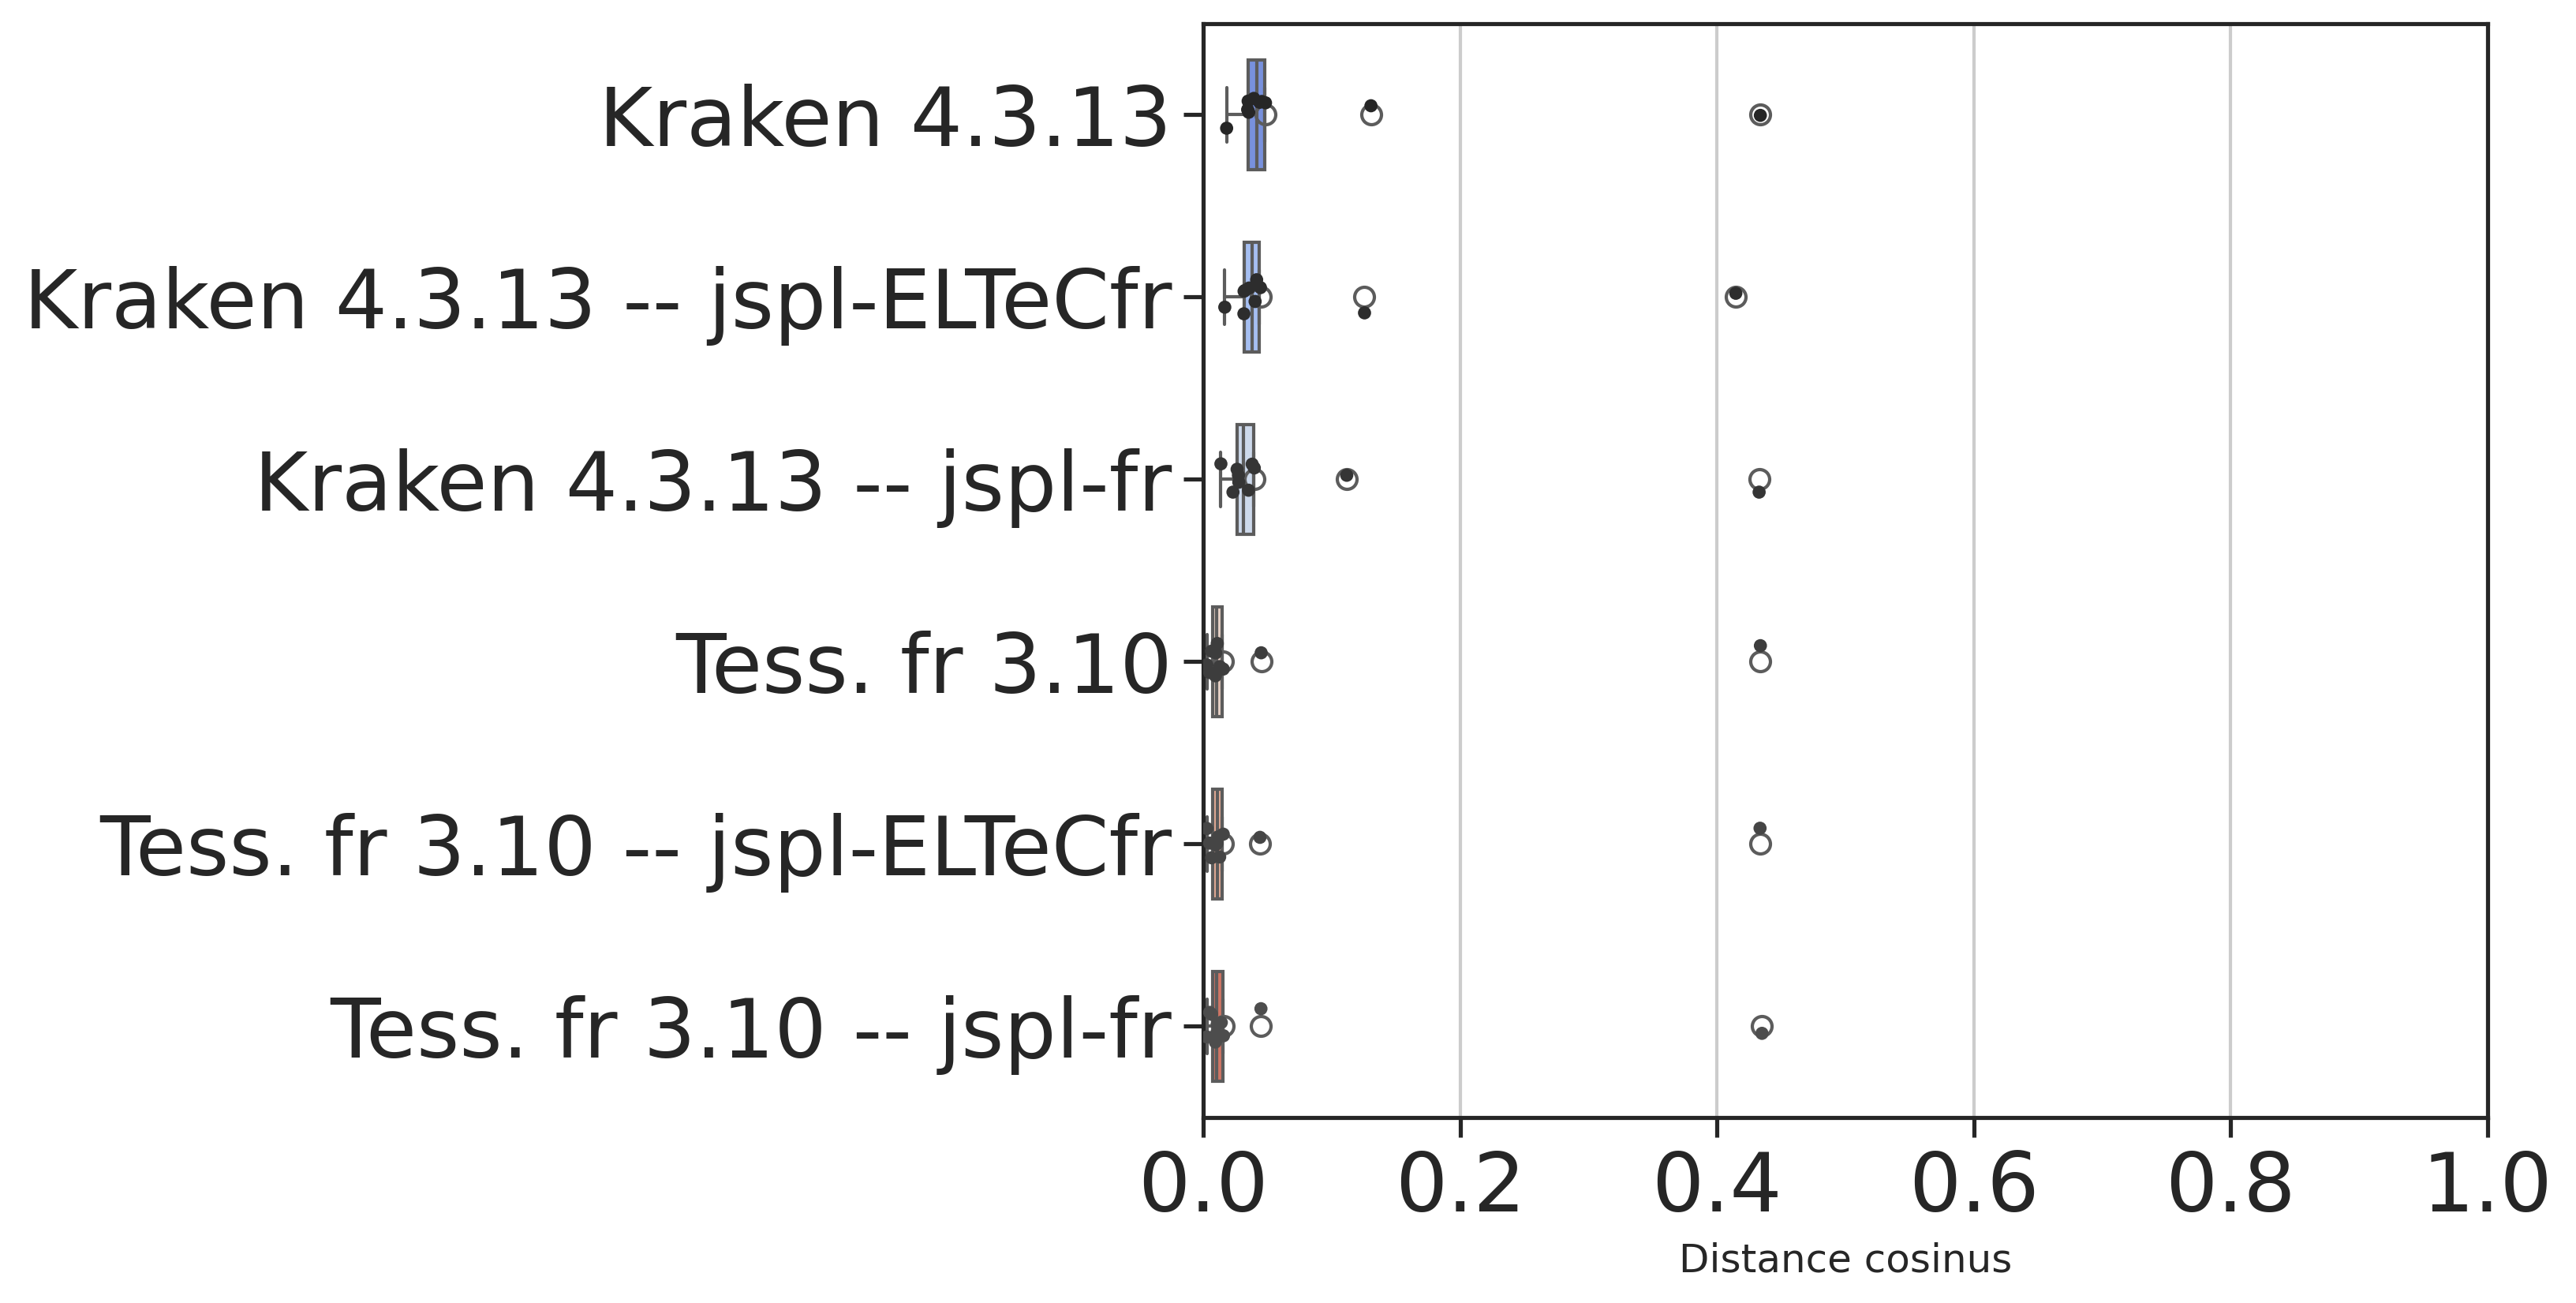 Kraken 4.3.13
Kraken 4.3.13 -- jspl-ELTeCfr
Kraken 4.3.13 -- jspl-fr
Tess. fr 3.10
Tess. fr 3.10 -- jspl-ELTeCfr
Tess. fr 3.10 -- jspl-fr
0.0 0.2 0.4 0.6 0.8 1.0
Distance cosinus